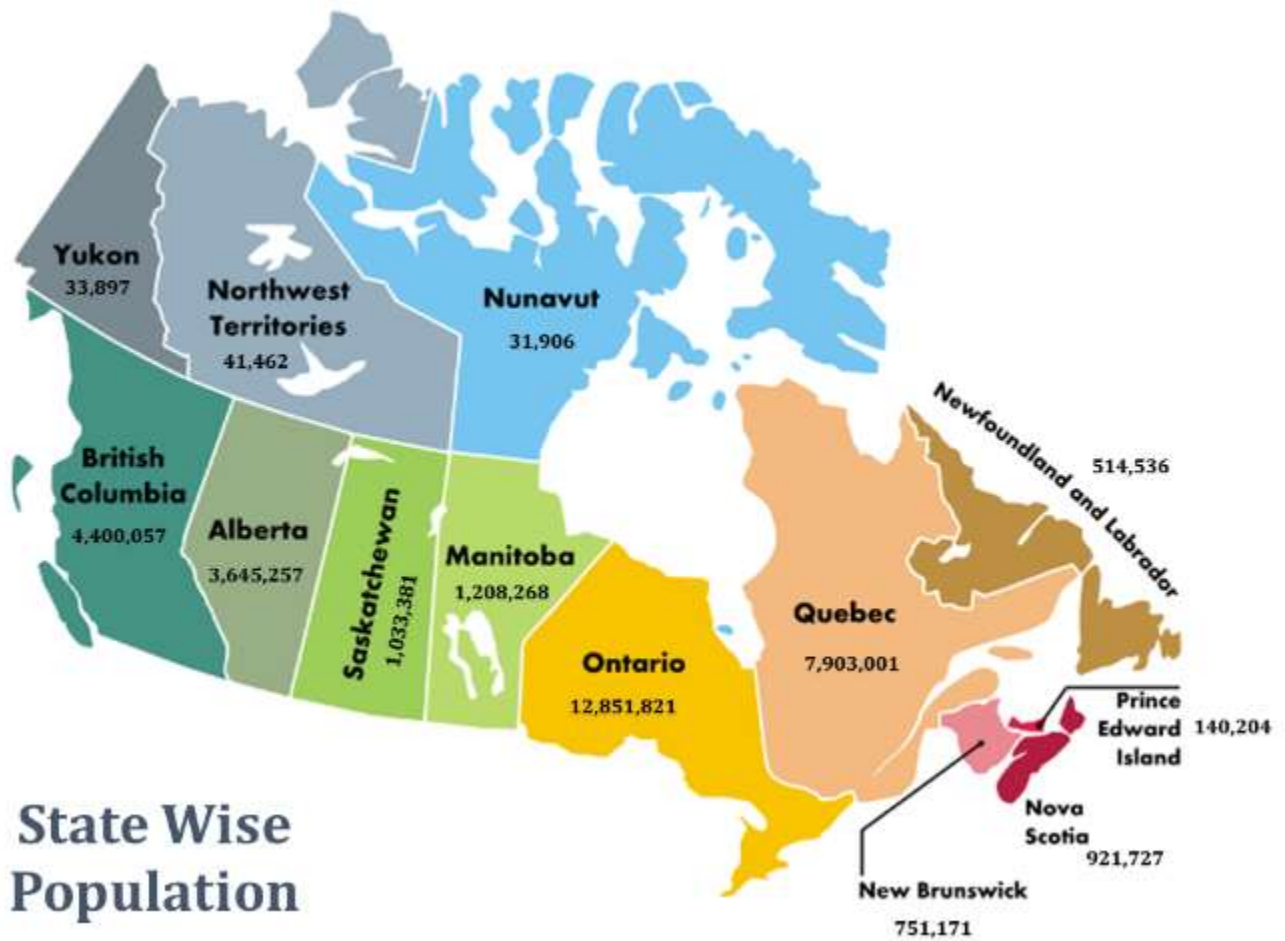 Yukon
33,897
Northwest
Territories
41,462
Nunavut
31,906
British
Columbia
4,400,057
Alberta
3,645,257
Saskatchewan
1,033,381
Manitoba
1,208,268
Ontario
12,851,821
Quebec
7,903,001
Newfoundland and Labrador
514,536
Prince
Edward
Island
140,204
Nova
Scotia
921,727
New Brunswick
751,171
State Wise
Population